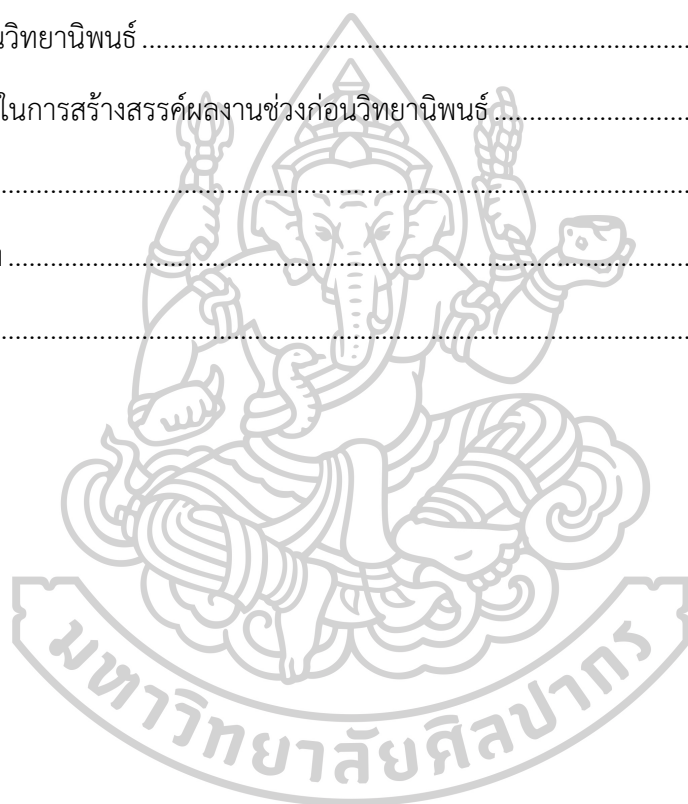 นวิทยานิพนธ์ ........................................................................
ในการสร้างสรรค์ผลงานช่วงก่อนวิทยานิพนธ์ .........................
........................................................................................
........................................................................................
........................................................................................
มหาวิทยาลัยศิลปากร